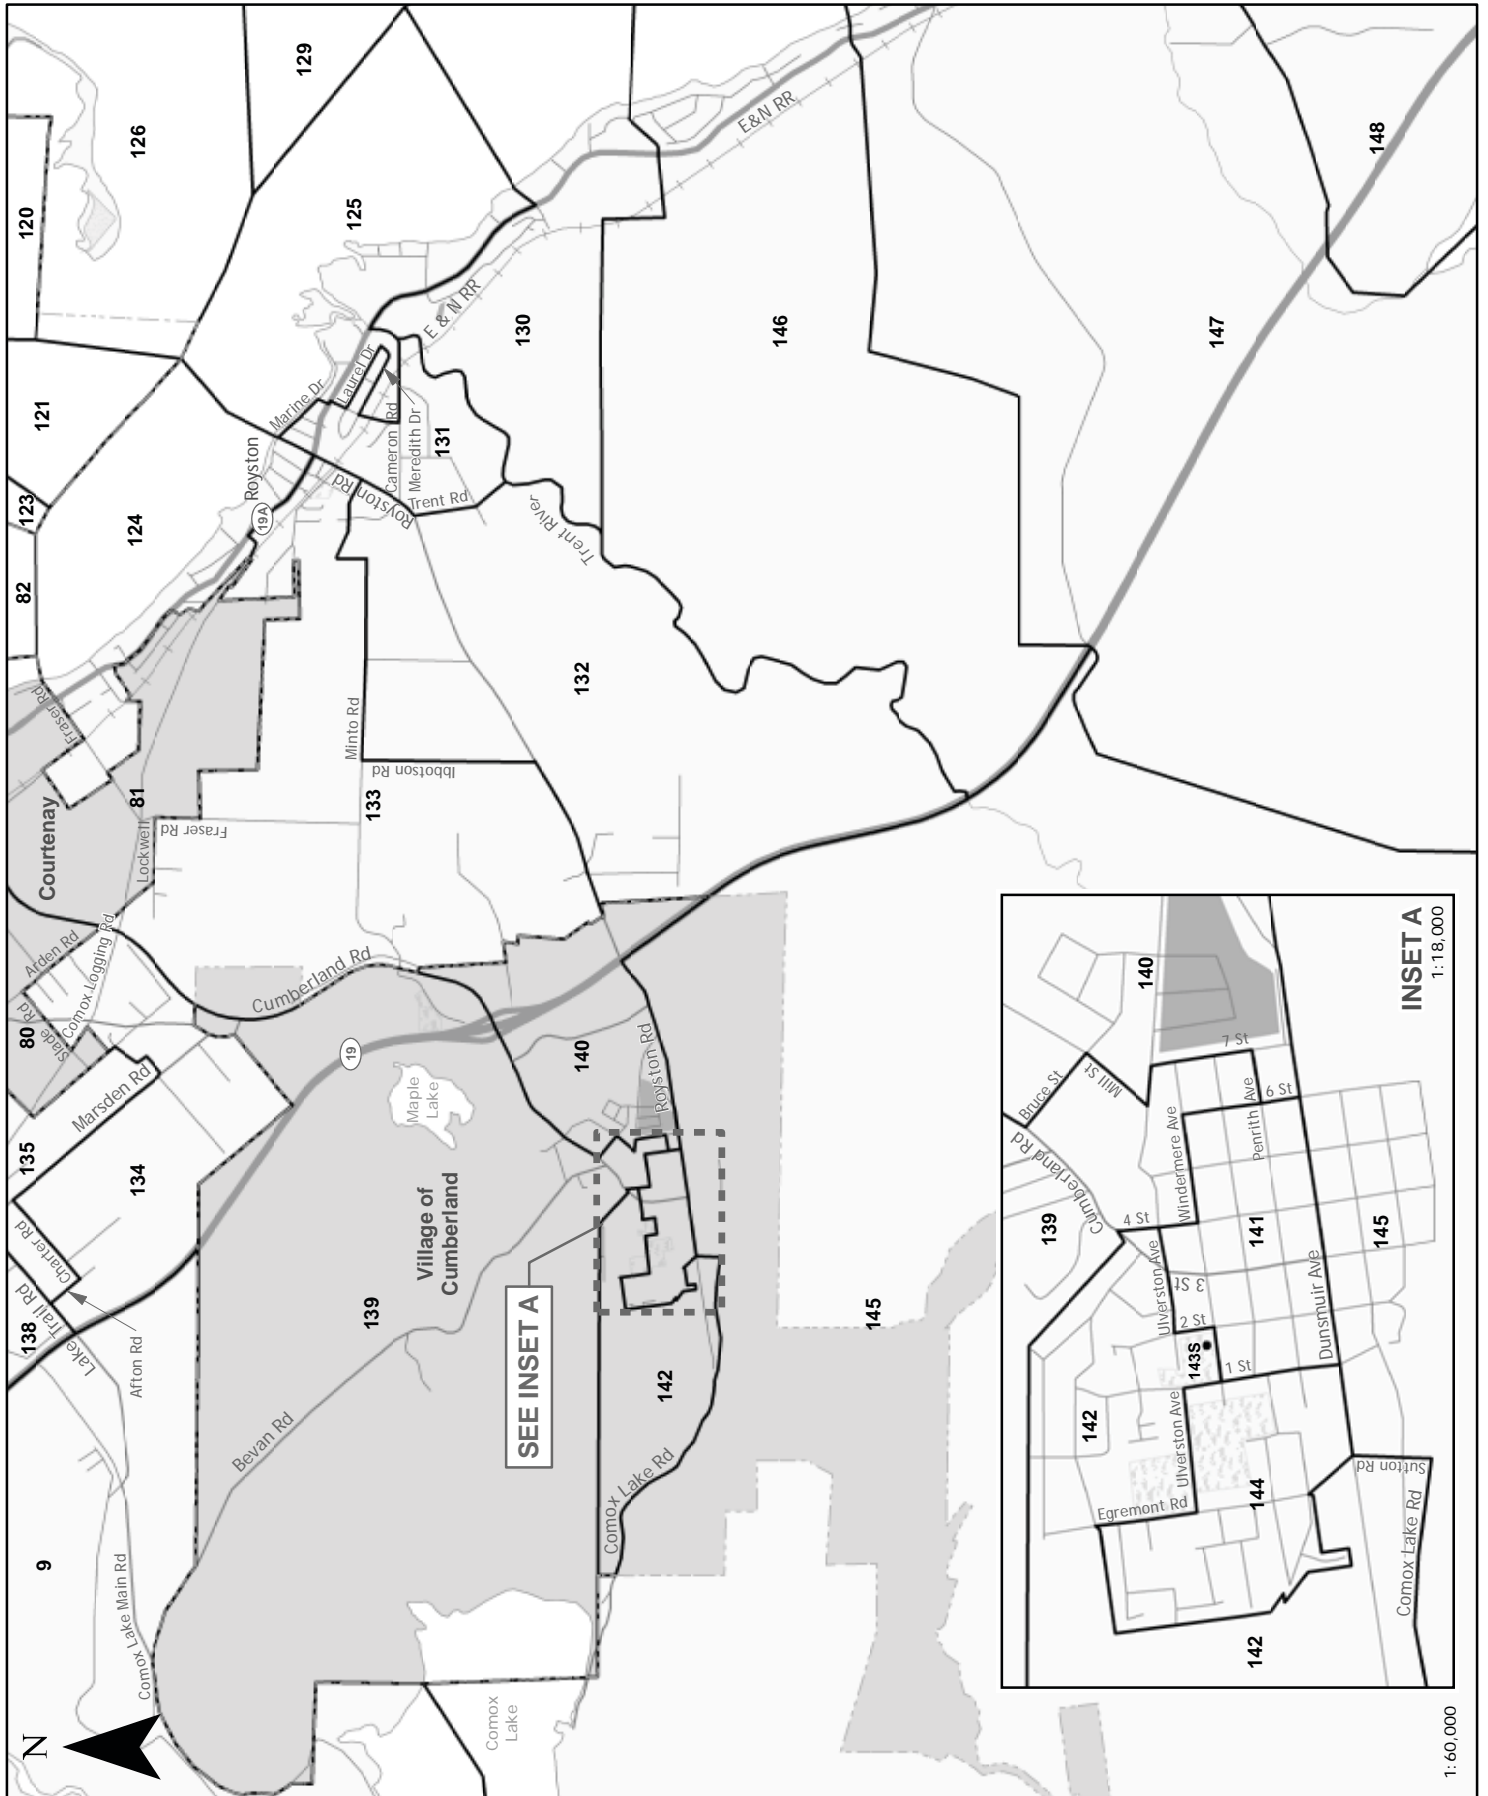 N
9
138
Lake Trail Rd
Charter Rd
Afton Rd
135
134
Marsden Rd
80
Slade Rd
Arden Rd
Comox Logging Rd
Courtenay
Lockwell
81
Fraser Rd
Fraser Rd
82
123
121
120
124
126
129
125
Royston
19A
Marine Dr
Laurel Dr
Royston Rd
Royston Rd
Cameron Rd
Meredith Dr
131
Trent Rd
E & N RR
E&N RR
130
Trent River
Minto Rd
Ibbotson Rd
133
132
146
147
148
Comox Lake Main Rd
Bevan Rd
139
Village of
Cumberland
Maple
Lake
19
Cumberland Rd
140
Royston Rd
SEE INSET A
142
Comox Lake Rd
Comox
Lake
145
1:60,000
INSET A
1:18,000
139
Cumberland Rd
Bruce St
Mill St
140
142
4 St
Ulverston Ave
Windermere Ave
7 St
3 St
2 St
143S
1 St
141
Penrith Ave
6 St
Egremont Rd
Ulverston Ave
144
142
Dunsmuir Ave
145
Sutton Rd
Comox Lake Rd